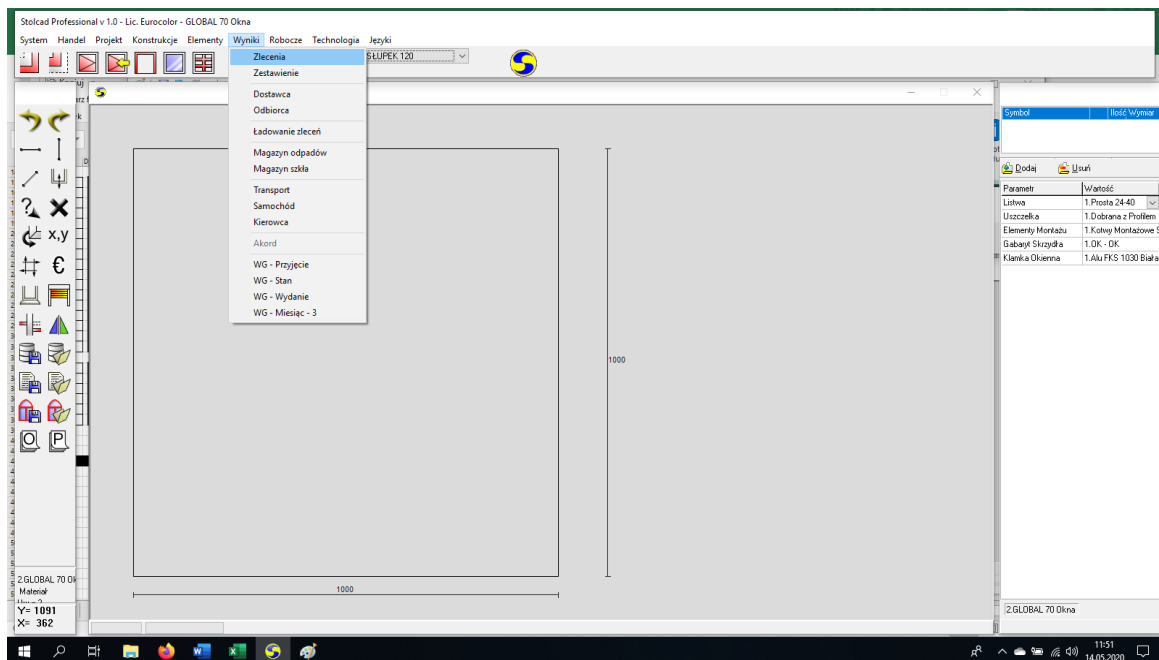 Stolcad Professional v 1.0 - Lic. Eurocolor - GLOBAL 70 Okna
System Handel Projekt Konstrukcje Elementy Wyniki Robocze Technologia Języki
SŁUPEK 120
Zlecenia
Zestawienie
Dostawca
Odbiorca
Ładowanie zleceń
Magazyn odpadów
Magazyn szkła
Transport
Samochód
Kierowca
Akord
WG - Przyjęcie
WG - Stan
WG - Wydanie
WG - Miesiąc - 3
x,y
€
O P
1000
1000
Symbol Ilość Wymiar
Dodaj Usuń
Parametr Wartość
Listwa 1.Prosta 24-40
Uszczelka 1.Dobrana z Profilem
Elementy Montażu 1.Kotwy Montażowe S
Gabaryt Skrzydła 1.OK - OK
Klamka Okienna 1.Alu FKS 1030 Biała
2.GLOBAL 70 Ok
Materiał
Y= 1091
X= 362
2.GLOBAL 70 Okna
11:51
14.05.2020